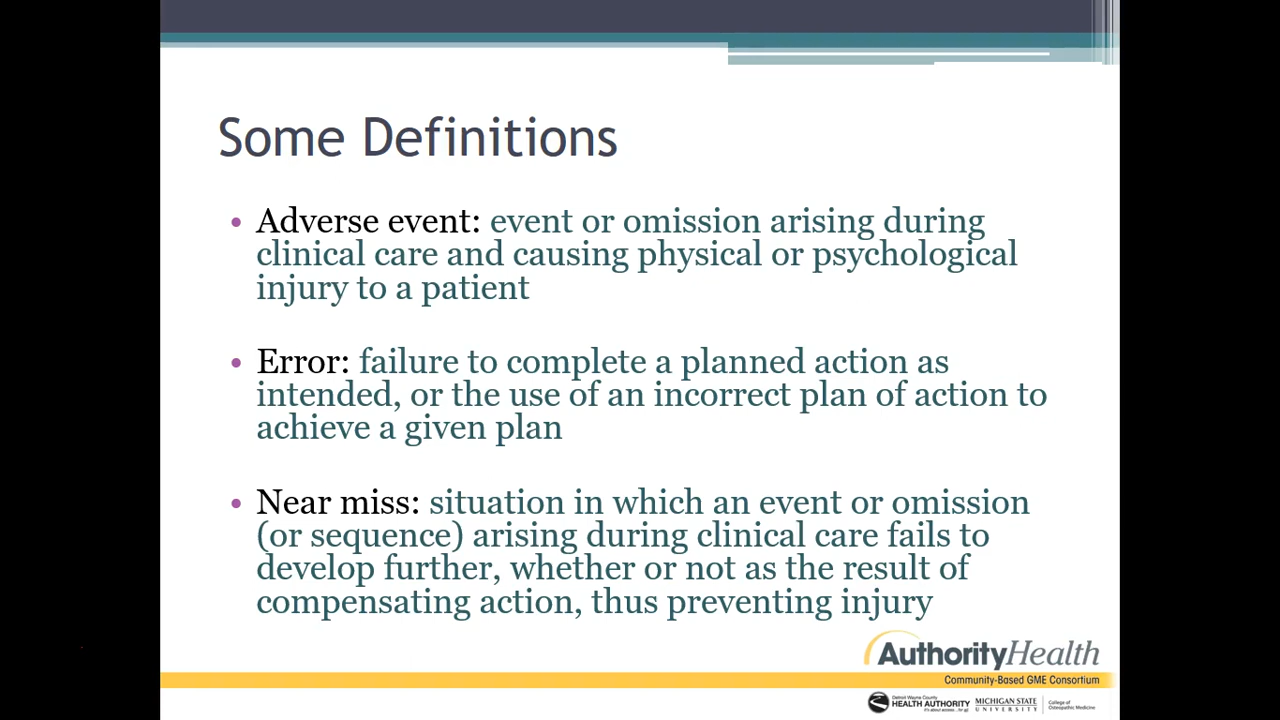 Some Definitions
• Adverse event: event or omission arising during
clinical care and causing physical or psychological
injury to a patient
• Error: failure to complete a planned action as
intended, or the use of an incorrect plan of action to
achieve a given plan
• Near miss: situation in which an event or omission
(or sequence) arising during clinical care fails to
develop further, whether or not as the result of
compensating action, thus preventing injury
AuthorityHealth
Community-Based GME Consortium
Detroit Wayne County
HEALTH AUTHORITY
MICHIGAN STATE
UNIVERSITY
College of
Osteopathic Medicine